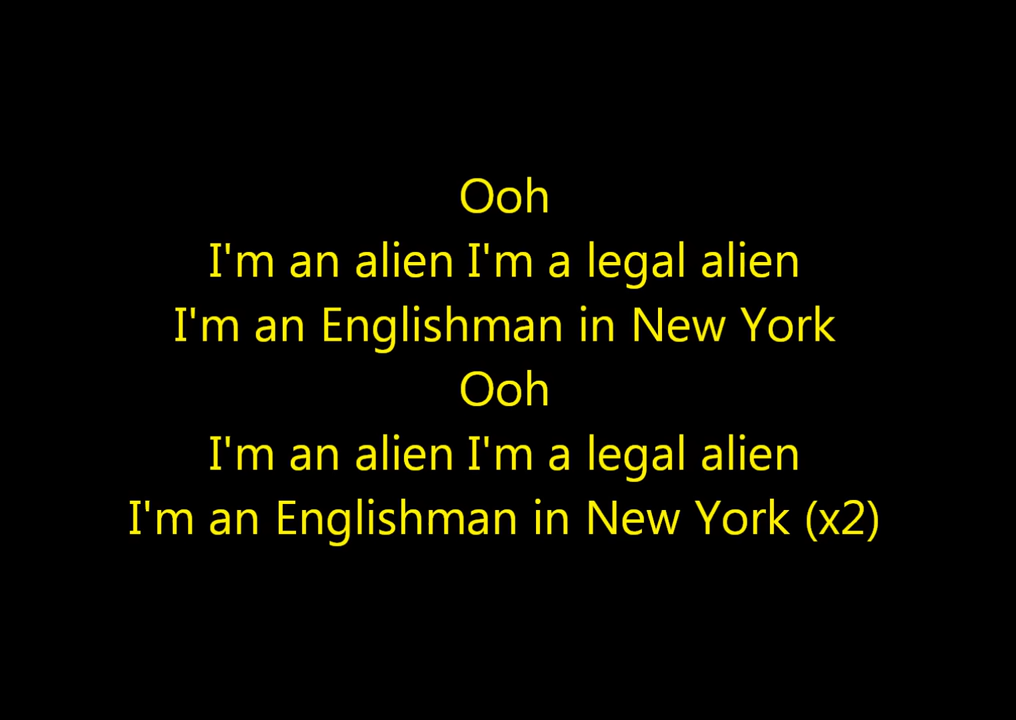 Ooh
I'm an alien I'm a legal alien
I'm an Englishman in New York
Ooh
I'm an alien I'm a legal alien
I'm an Englishman in New York (x2)